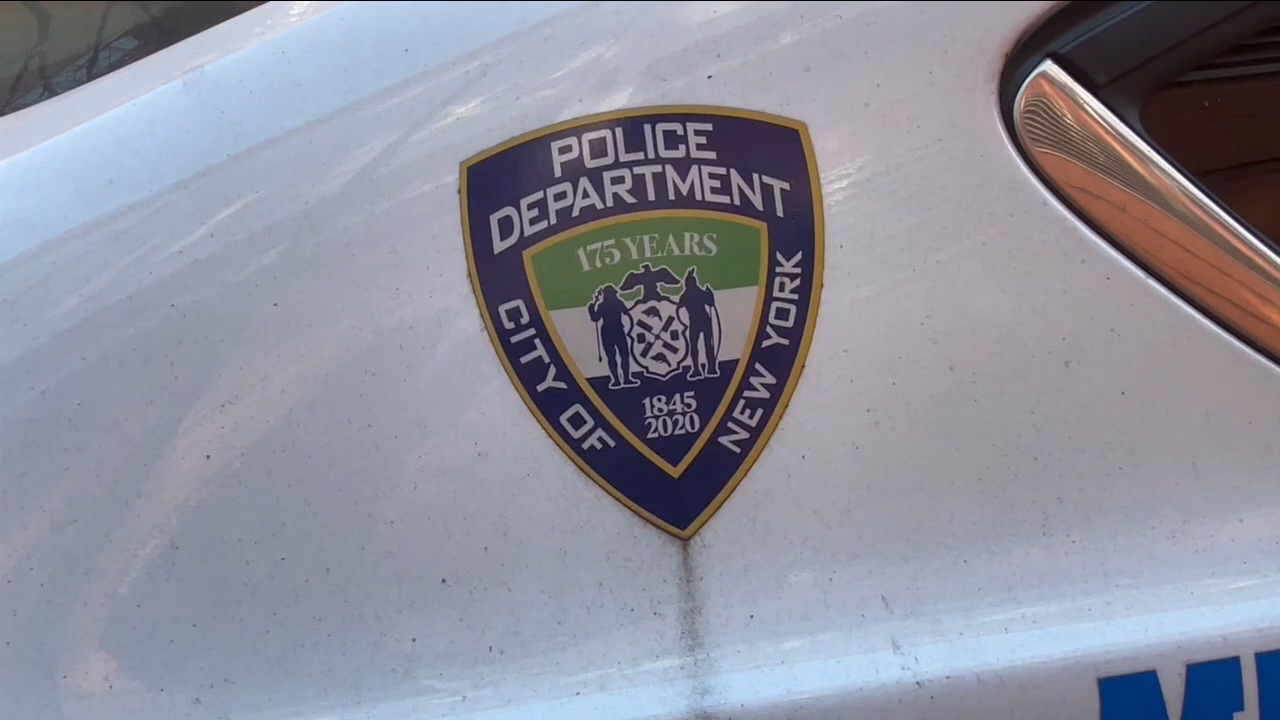 POLICE
DEPARTMENT
CITY OF
NEW YORK
175 YEARS
1845
2020